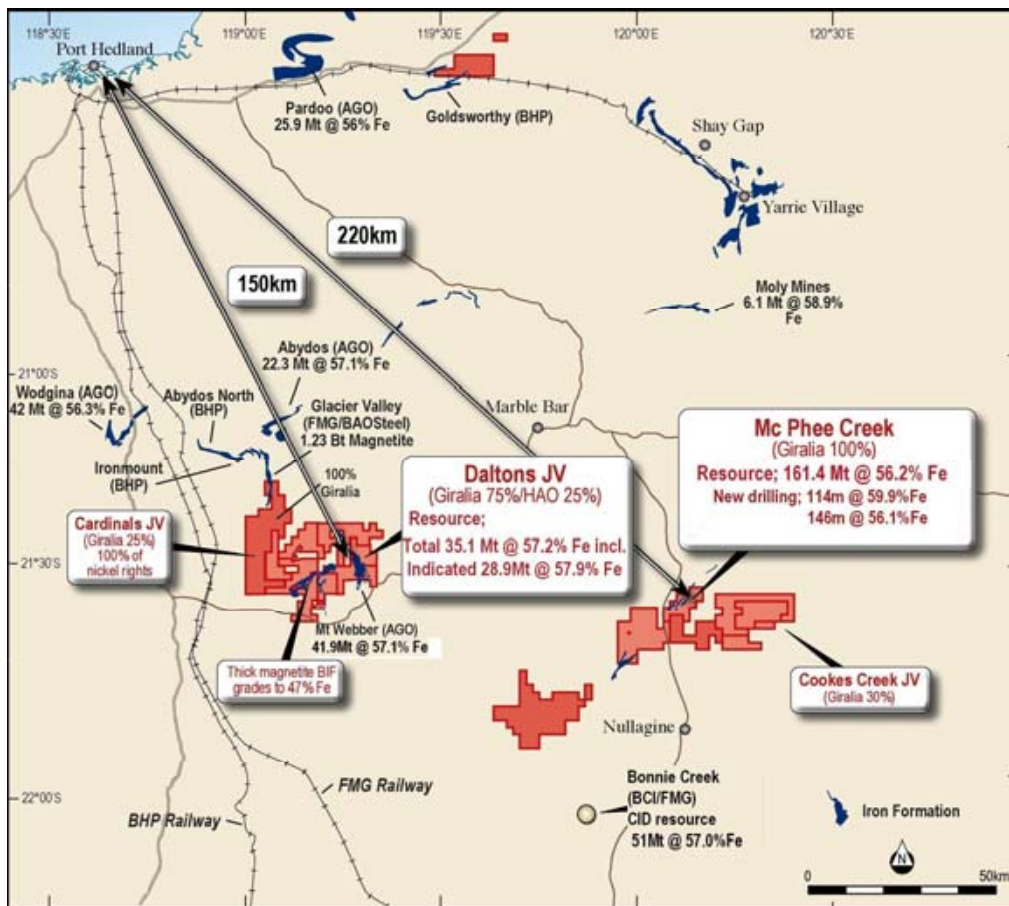 118°30'E
119°00'E
119°30'E
120°00'E
120°30'E
Port Hedland
Pardoo (AGO)
25.9 Mt @ 56% Fe
Goldsworthy (BHP)
Shay Gap
Yarrie Village
220km
150km
Moly Mines
6.1 Mt @ 58.9%
Fe
21°00'S
Abydos (AGO)
22.3 Mt @ 57.1% Fe
Wodgina (AGO)
42 Mt @ 56.3% Fe
Abydos North
(BHP)
Glacier Valley
(FMG/BAOSteel)
1.23 Bt Magnetite
Marble Bar
Ironmount
(BHP)
100%
Giralia
Daltons JV
(Giralia 75%/HAO 25%)
Resource;
Total 35.1 Mt @ 57.2% Fe incl.
Indicated 28.9Mt @ 57.9% Fe
Mc Phee Creek
(Giralia 100%)
Resource; 161.4 Mt @ 56.2% Fe
New drilling; 114m @ 59.9%Fe
146m @ 56.1%Fe
Cardinals JV
(Giralia 25%)
100% of
nickel rights
21°30'S
Mt Webber (AGO)
41.9Mt @ 57.1% Fe
Thick magnetite BIF
grades to 47% Fe
Cookes Creek JV
(Giralia 30%)
Nullagine
22°00'S
FMG Railway
BHP Railway
Bonnie Creek
(BCI/FMG)
CID resource
51Mt @ 57.0%Fe
Iron Formation
N
0
50km